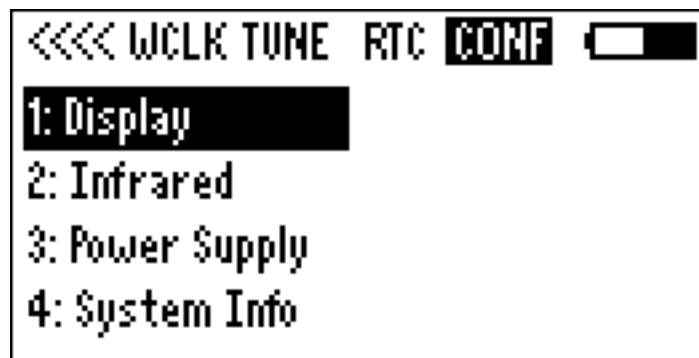 <<<< WCLK TUNE RTC CONF
1: Display
2: Infrared
3: Power Supply
4: System Info